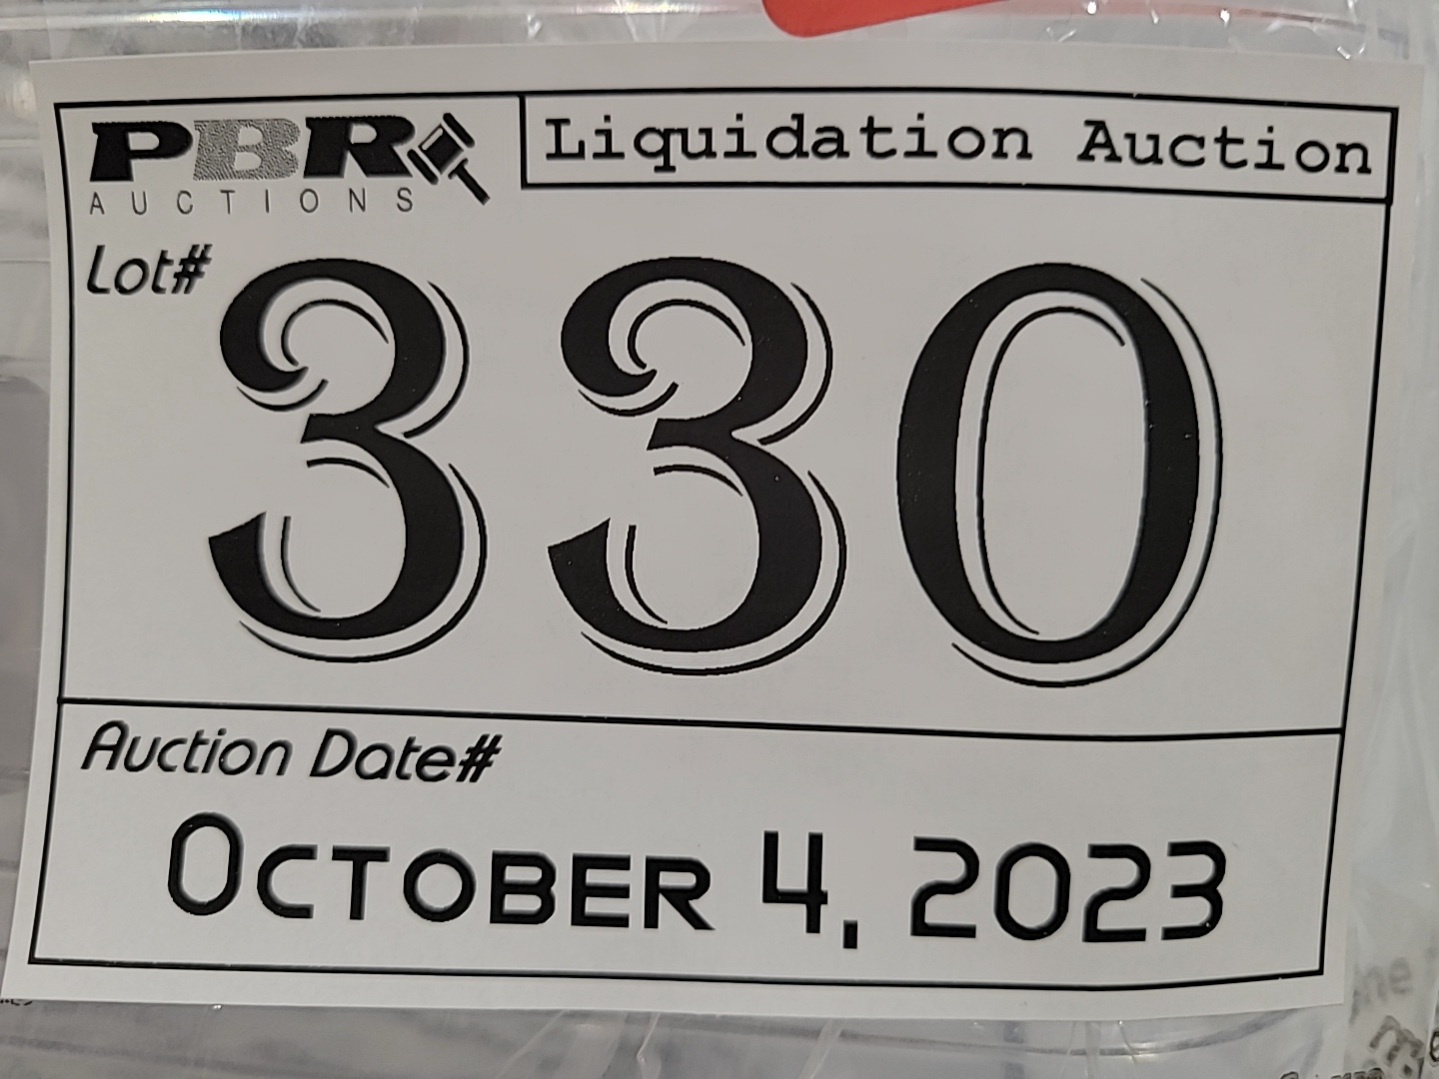 PBR
AUCTIONS
Liquidation Auction
Lot#
330
Auction Date#
OCTOBER 4, 2023